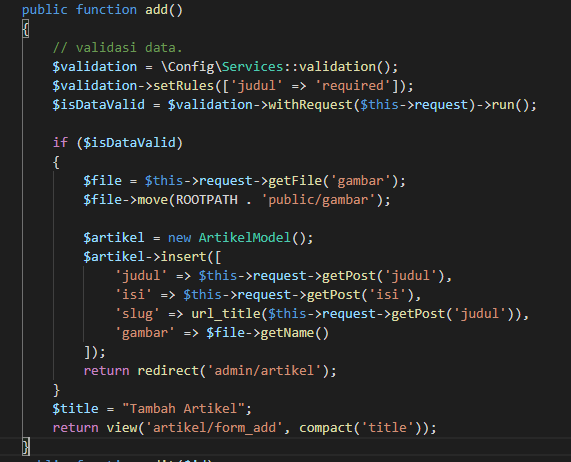 public function add()
{
// validasi data.
$validation = \Config\Services::validation();
$validation->setRules(['judul' => 'required']);
$isDataValid = $validation->withRequest($this->request)->run();
if ($isDataValid)
{
$file = $this->request->getFile('gambar');
$file->move(ROOTPATH . 'public/gambar');
$artikel = new ArtikelModel();
$artikel->insert([
'judul' => $this->request->getPost('judul'),
'isi' => $this->request->getPost('isi'),
'slug' => url_title($this->request->getPost('judul')),
'gambar' => $file->getName()
]);
return redirect('admin/artikel');
}
$title = "Tambah Artikel";
return view('artikel/form_add', compact('title'));
}